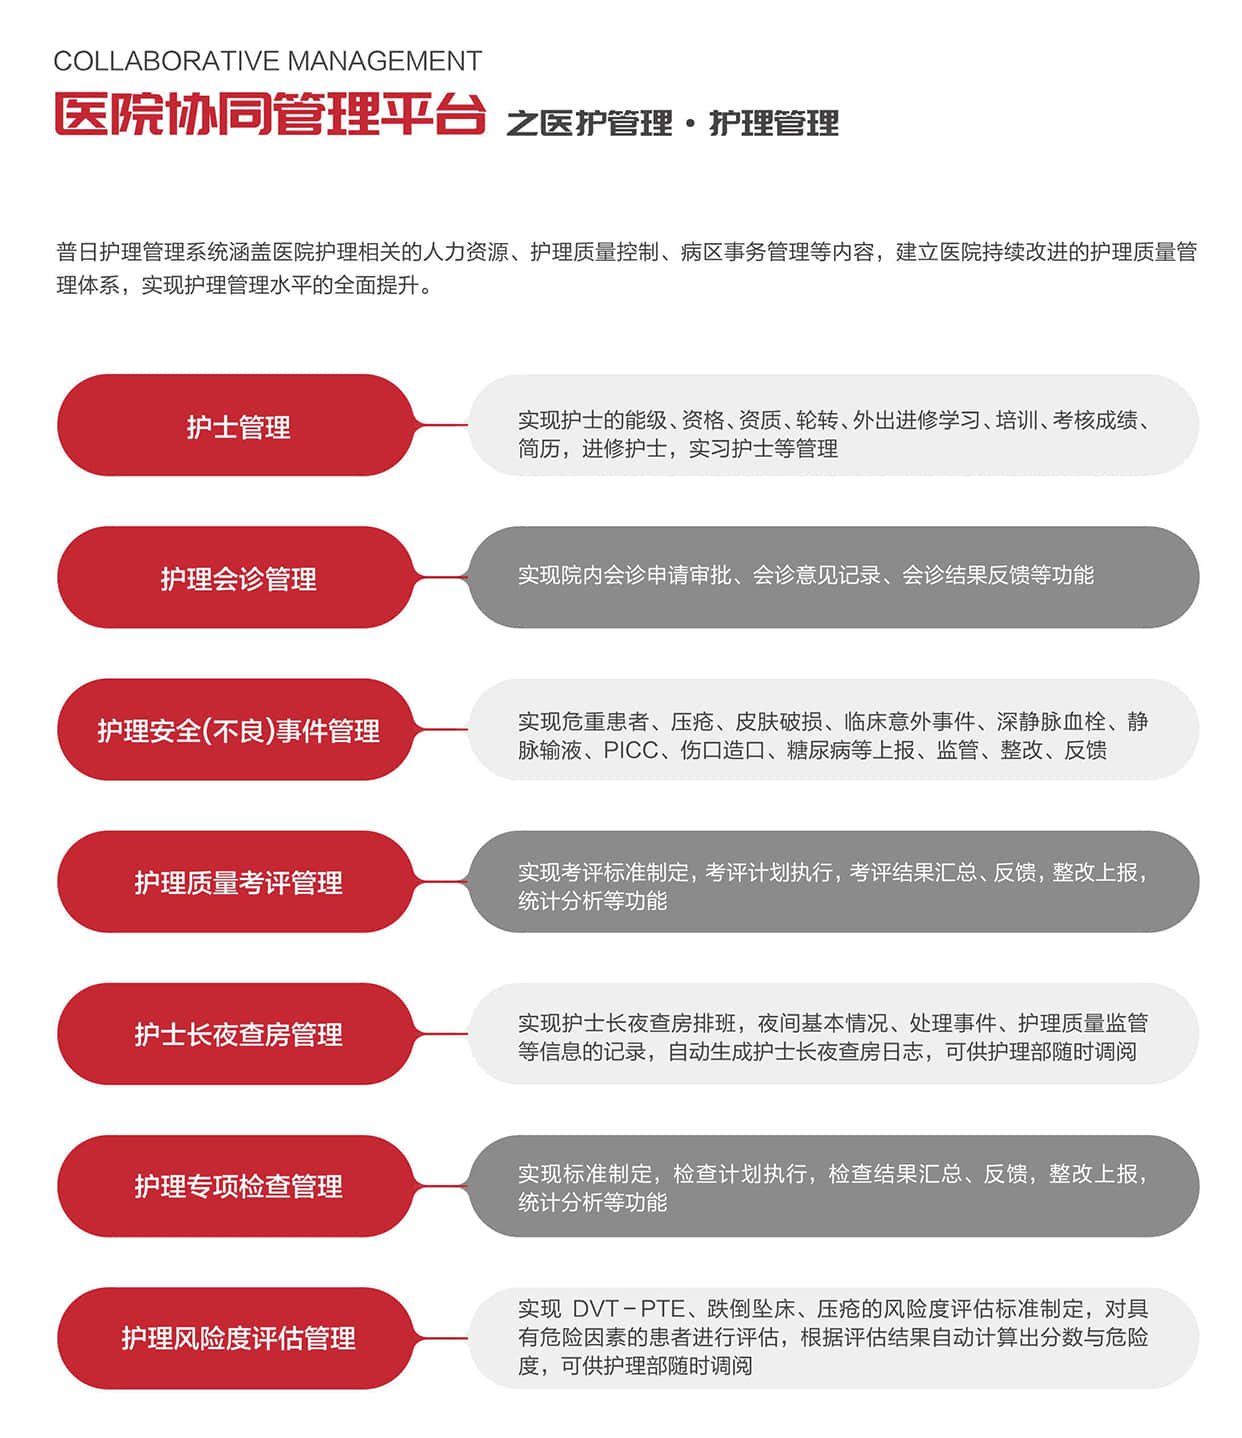 COLLABORATIVE MANAGEMENT
医院协同管理平台 之医护管理·护理管理
普日护理管理系统涵盖医院护理相关的人力资源、护理质量控制、病区事务管理等内容，建立医院持续改进的护理质量管
理体系，实现护理管理水平的全面提升。
护士管理
实现护士的能级、资格、资质、轮转、外出进修学习、培训、考核成绩、
简历，进修护士，实习护士等管理
护理会诊管理
实现院内会诊申请审批、会诊意见记录、会诊结果反馈等功能
护理安全(不良)事件管理
实现危重患者、压疮、皮肤破损、临床意外事件、深静脉血栓、静
脉输液、PICC、伤口造口、糖尿病等上报、监管、整改、反馈
护理质量考评管理
实现考评标准制定，考评计划执行，考评结果汇总、反馈，整改上报，
统计分析等功能
护士长夜查房管理
实现护士长夜查房排班，夜间基本情况、处理事件、护理质量监管
等信息的记录，自动生成护士长夜查房日志，可供护理部随时调阅
护理专项检查管理
实现标准制定，检查计划执行，检查结果汇总、反馈，整改上报，
统计分析等功能
护理风险度评估管理
实现 DVT-PTE、跌倒坠床、压疮的风险度评估标准制定，对具
有危险因素的患者进行评估，根据评估结果自动计算出分数与危险
度，可供护理部随时调阅